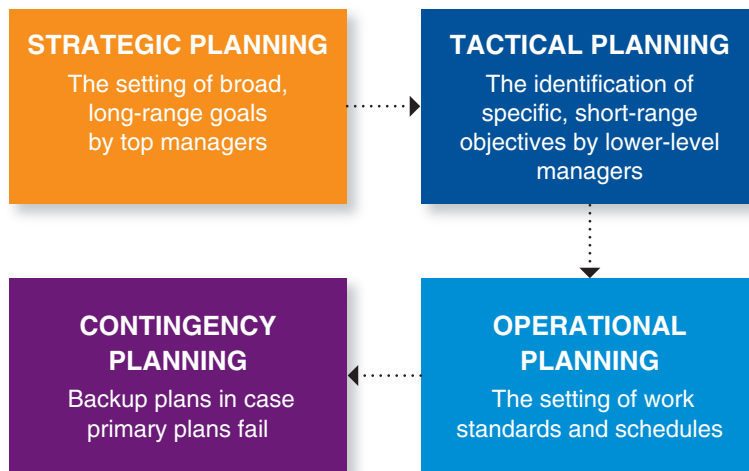 STRATEGIC PLANNING
The setting of broad,
long-range goals
by top managers
TACTICAL PLANNING
The identification of
specific, short-range
objectives by lower-level
managers
CONTINGENCY
PLANNING
Backup plans in case
primary plans fail
OPERATIONAL
PLANNING
The setting of work
standards and schedules